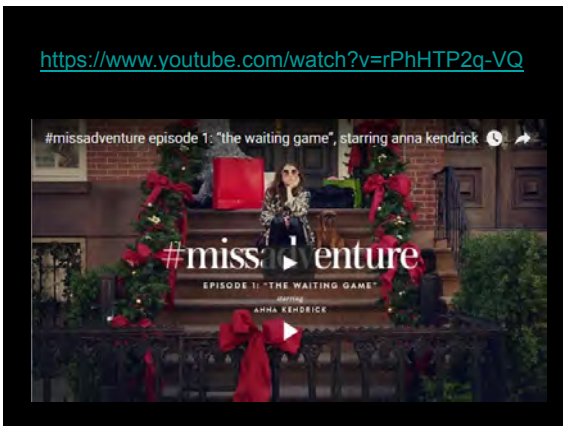 https://www.youtube.com/watch?v=rPhHTP2q-VQ
#missadventure episode 1: "the waiting game", starring anna kendrick
#missadventure
EPISODE 1: "THE WAITING GAME"
starring
ANNA KENDRICK